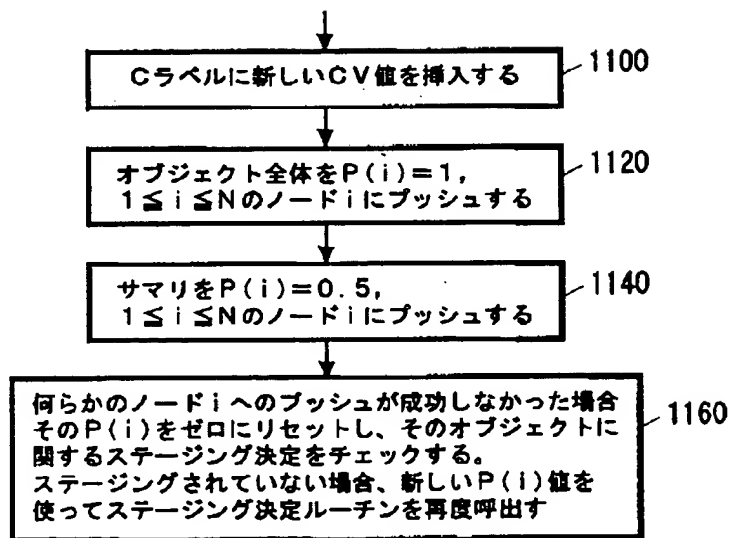 Cラベルに新しいCV値を挿入する
1100
オブジェクト全体をP(i)=1,
1≦i≦Nのノードiにプッシュする
1120
サマリをP(i)=0.5,
1≦i≦Nのノードiにプッシュする
1140
何らかのノードiへのプッシュが成功しなかった場合
そのP(i)をゼロにリセットし、そのオブジェクトに
関するステージング決定をチェックする。
ステージングされていない場合、新しいP(i)値を
使ってステージング決定ルーチンを再度呼出す
1160